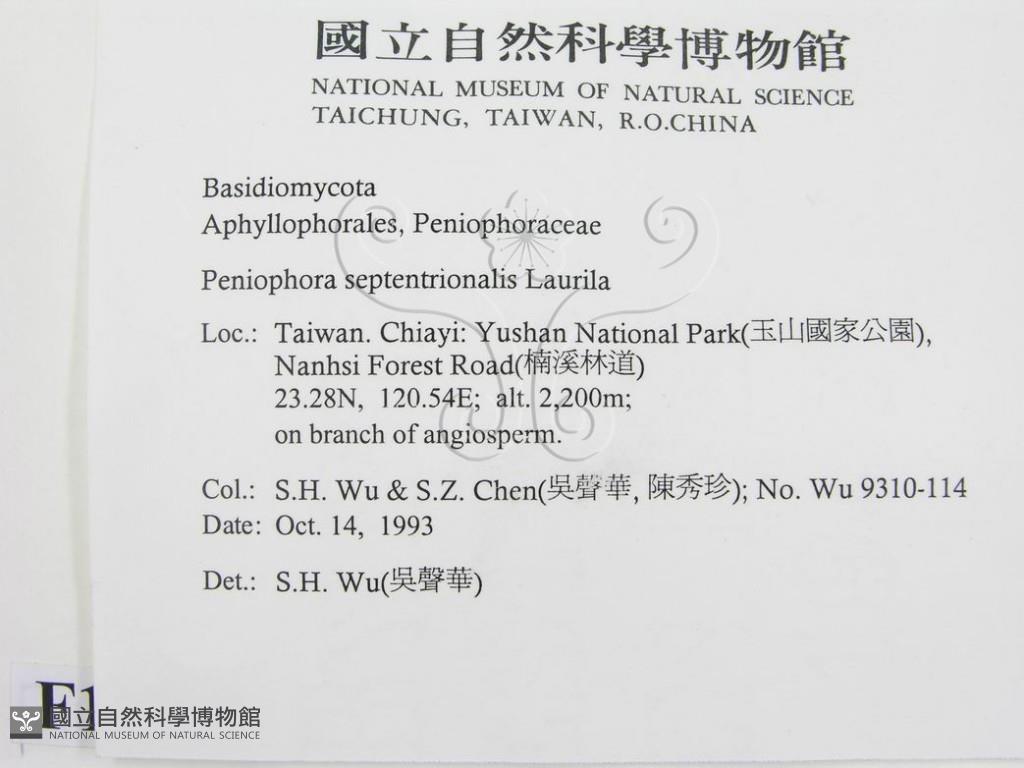 國立自然科學博物館
NATIONAL MUSEUM OF NATURAL SCIENCE
TAICHUNG, TAIWAN, R.O.CHINA
Basidiomycota
Aphyllophorales, Peniophoraceae
Peniophora septentrionalis Laurila
Loc.: Taiwan. Chiayi: Yushan National Park(玉山國家公園),
Nanhsi Forest Road(楠溪林道)
23.28N, 120.54E; alt. 2,200m;
on branch of angiosperm.
Col.: S.H. Wu & S.Z. Chen(吳聲華, 陳秀珍); No. Wu 9310-114
Date: Oct. 14, 1993
Det.: S.H. Wu(吳聲華)
F1
國立自然科學博物館
NATIONAL MUSEUM OF NATURAL SCIENCE